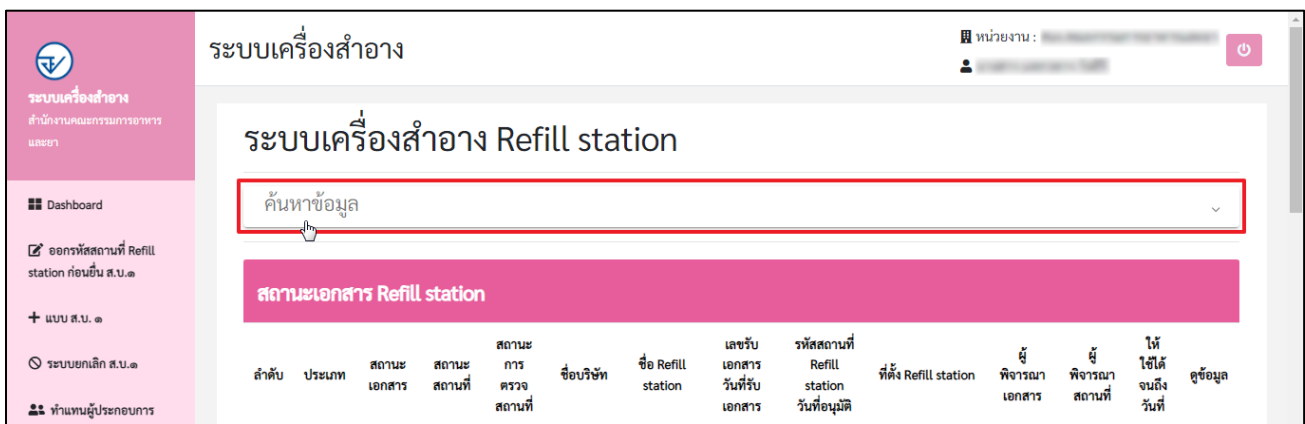 ระบบเครื่องสำอาง
สำนักงานคณะกรรมการอาหาร
และยา
Dashboard
ออกรหัสสถานที่ Refill
station ก่อนยื่น ส.บ.๑
แบบ ส.บ. ๑
ระบบยกเลิก ส.บ.๑
ทำแทนผู้ประกอบการ
ระบบเครื่องสำอาง
หน่วยงาน :
ระบบเครื่องสำอาง Refill station
ค้นหาข้อมูล
สถานะเอกสาร Refill station
ลำดับ
ประเภท
สถานะ
เอกสาร
สถานะ
สถานที่
สถานะ
การ
ตรวจ
สถานที่
ชื่อบริษัท
ชื่อ Refill
station
เลขรับ
เอกสาร
วันที่รับ
เอกสาร
รหัสสถานที่
Refill
station
วันที่อนุมัติ
ที่ตั้ง Refill station
ผู้
พิจารณา
เอกสาร
ผู้
พิจารณา
สถานที่
ให้
ใช้ได้
จนถึง
วันที่
ดูข้อมูล